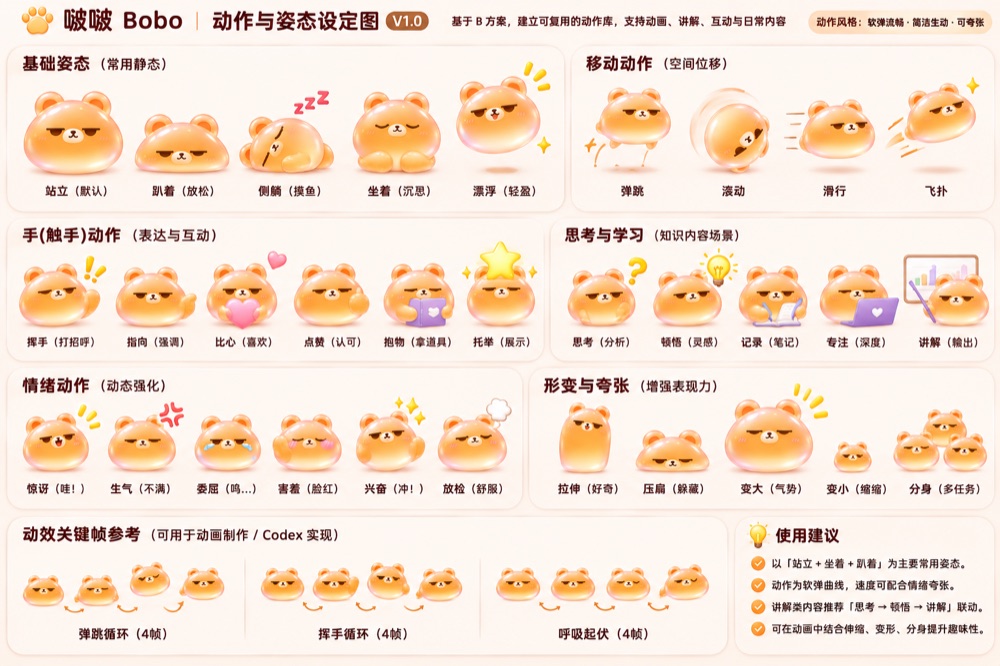 啵啵 Bobo 动作与姿态设定图 V1.0
基于 B 方案，建立可复用的动作库，支持动画、讲解、互动与日常内容
动作风格：软弹流畅 · 简洁生动 · 可夸张
基础姿态（常用静态）
zzz
站立（默认） 趴着（放松） 侧躺（摸鱼） 坐着（沉思） 漂浮（轻盈）
移动动作（空间位移）
弹跳 滚动 滑行 飞扑
手(触手)动作（表达与互动）
挥手（打招呼） 指向（强调） 比心（喜欢） 点赞（认可） 抱物（拿道具） 托举（展示）
思考与学习（知识内容场景）
思考（分析） 顿悟（灵感） 记录（笔记） 专注（深度） 讲解（輸出）
情绪动作（动态强化）
惊讶（哇！） 生气（不满） 委屈（呜...） 害羞（脸红） 兴奋（冲！） 放检（舒服）
形变与夸张（增强表现力）
拉伸（好奇） 压扁（躲藏） 变大（气势） 变小（缩缩） 分身（多任务）
动效关键帧参考（可用于动画制作 / Codex 实现）
弹跳循环（4帧） 挥手循环（4帧） 呼吸起伏（4帧）
使用建议
以「站立 + 坐着 + 趴着」为主要常用姿态。
动作为软弹曲线，速度可配合情绪夸张。
讲解类内容推荐「思考 → 顿悟 → 讲解」联动。
可在动画中结合伸缩、变形、分身提升趣味性。